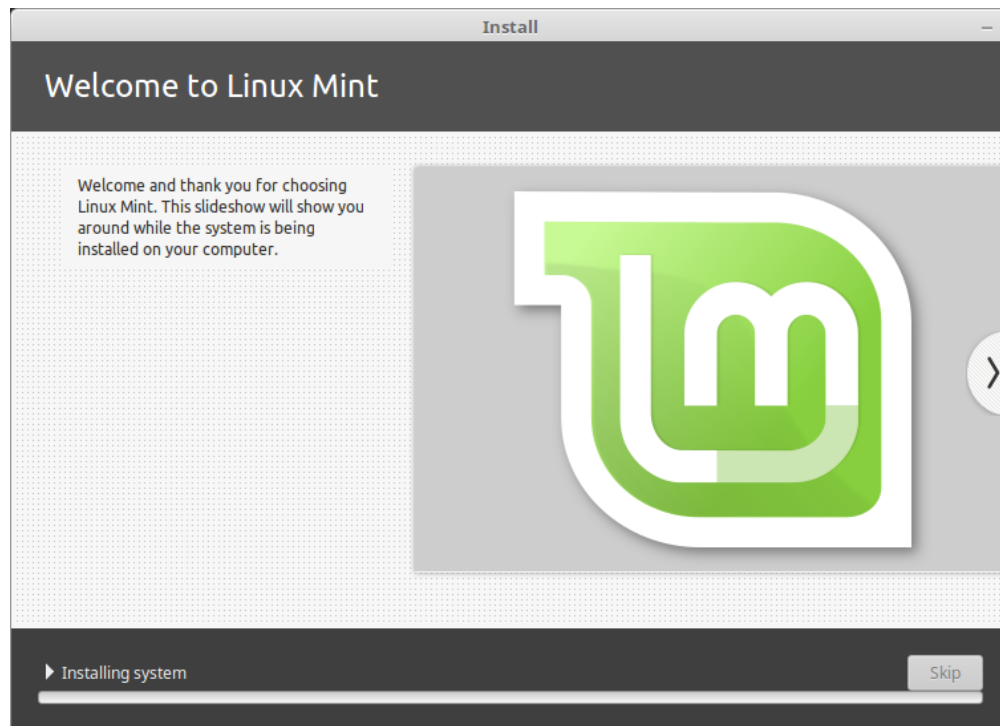 Install
Welcome to Linux Mint
Welcome and thank you for choosing
Linux Mint. This slideshow will show you
around while the system is being
installed on your computer.
Installing system
Skip